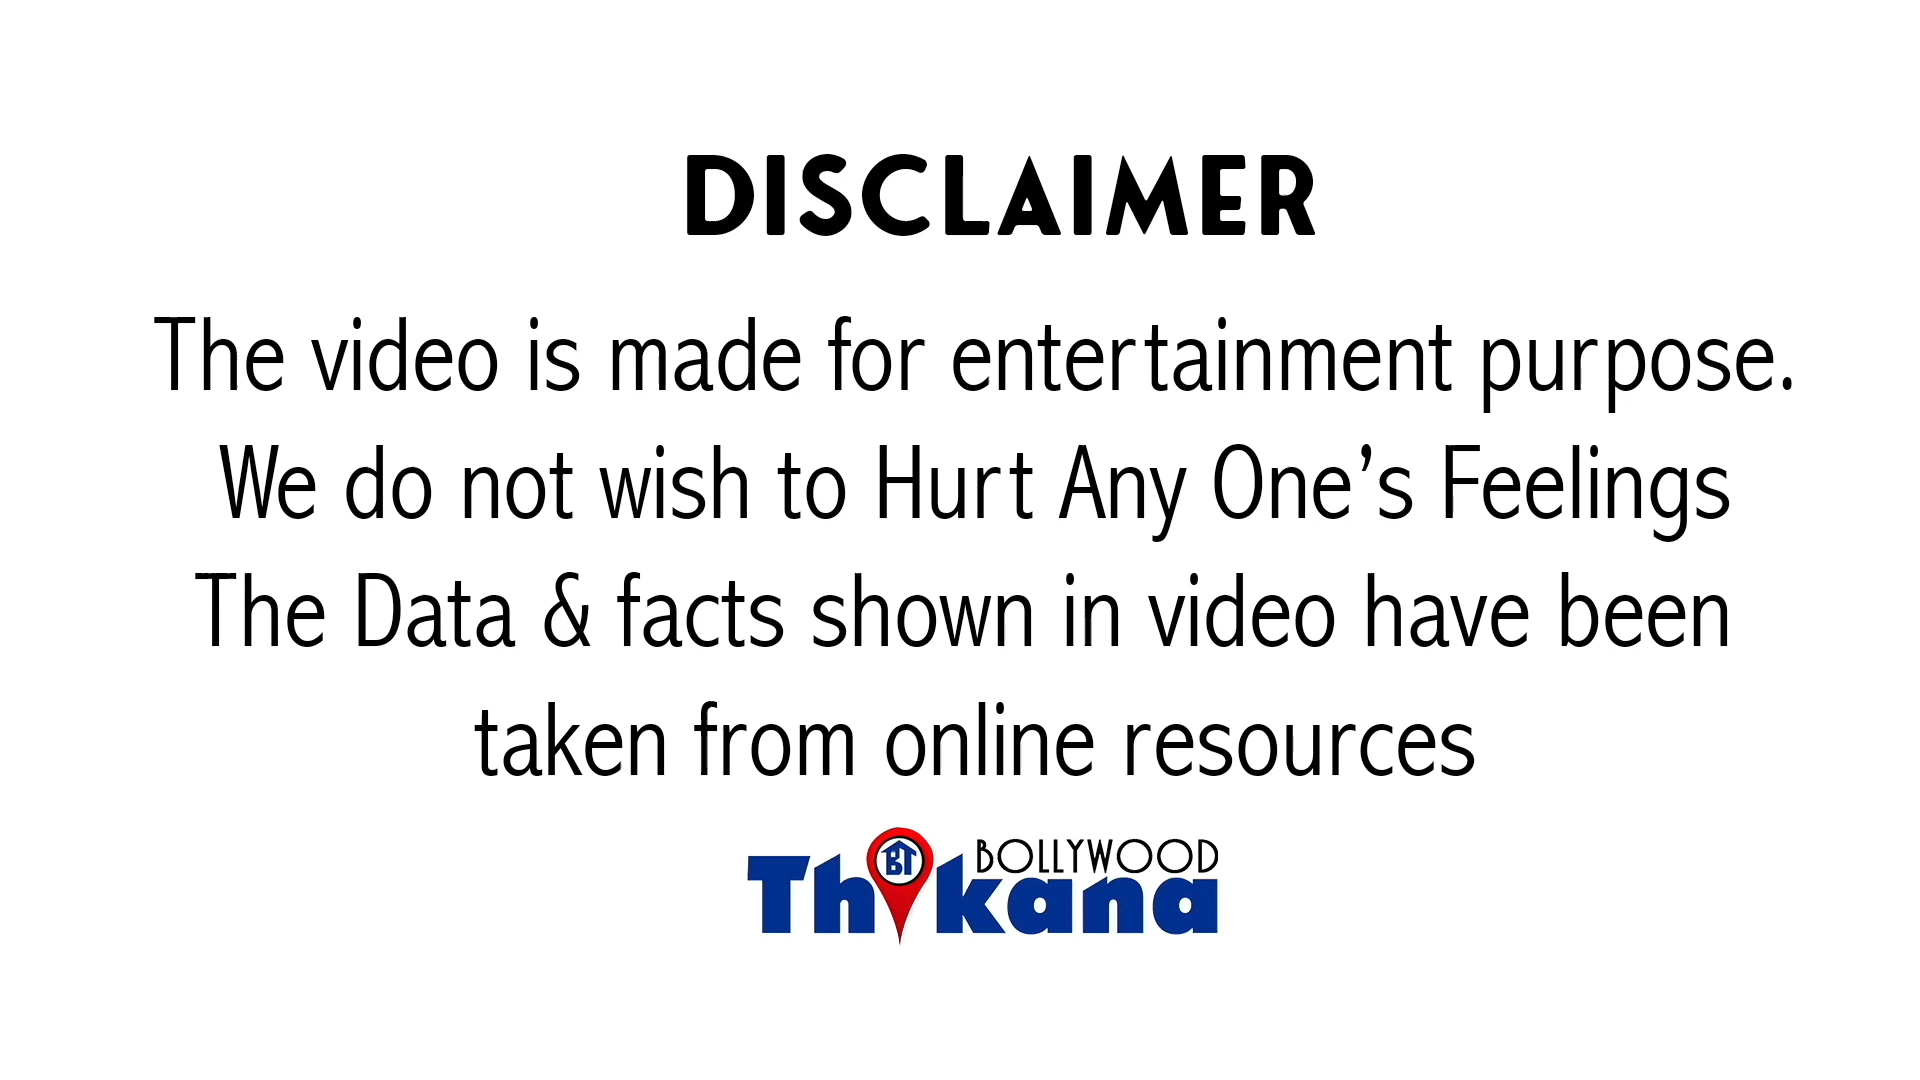 DISCLAIMER
The video is made for entertainment purpose.
We do not wish to Hurt Any One’s Feelings
The Data & facts shown in video have been
taken from online resources
BOLLYWOOD
BT
Thikana